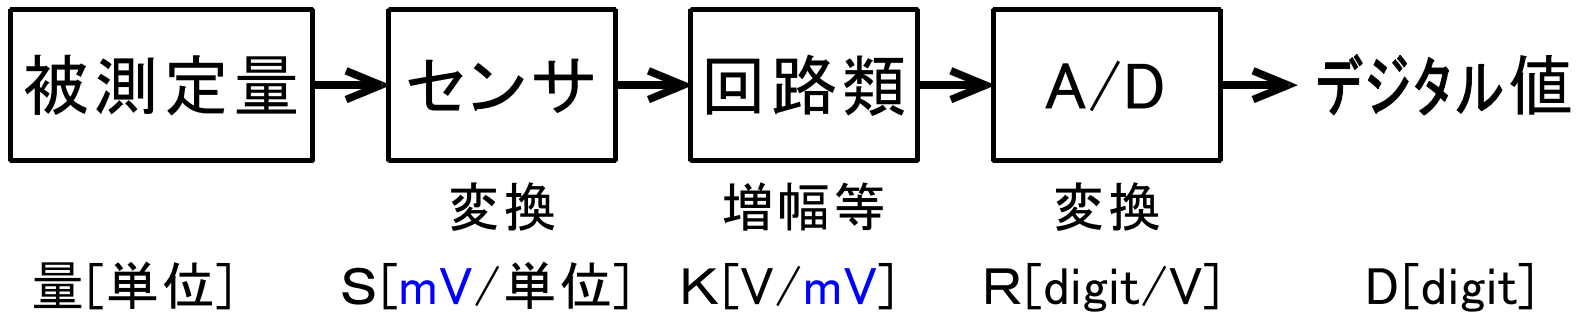 被測定量 センサ 回路類 A/D デジタル値
変換 増幅等 変換
量[単位] S[mV/単位] K[V/mV] R[digit/V] D[digit]